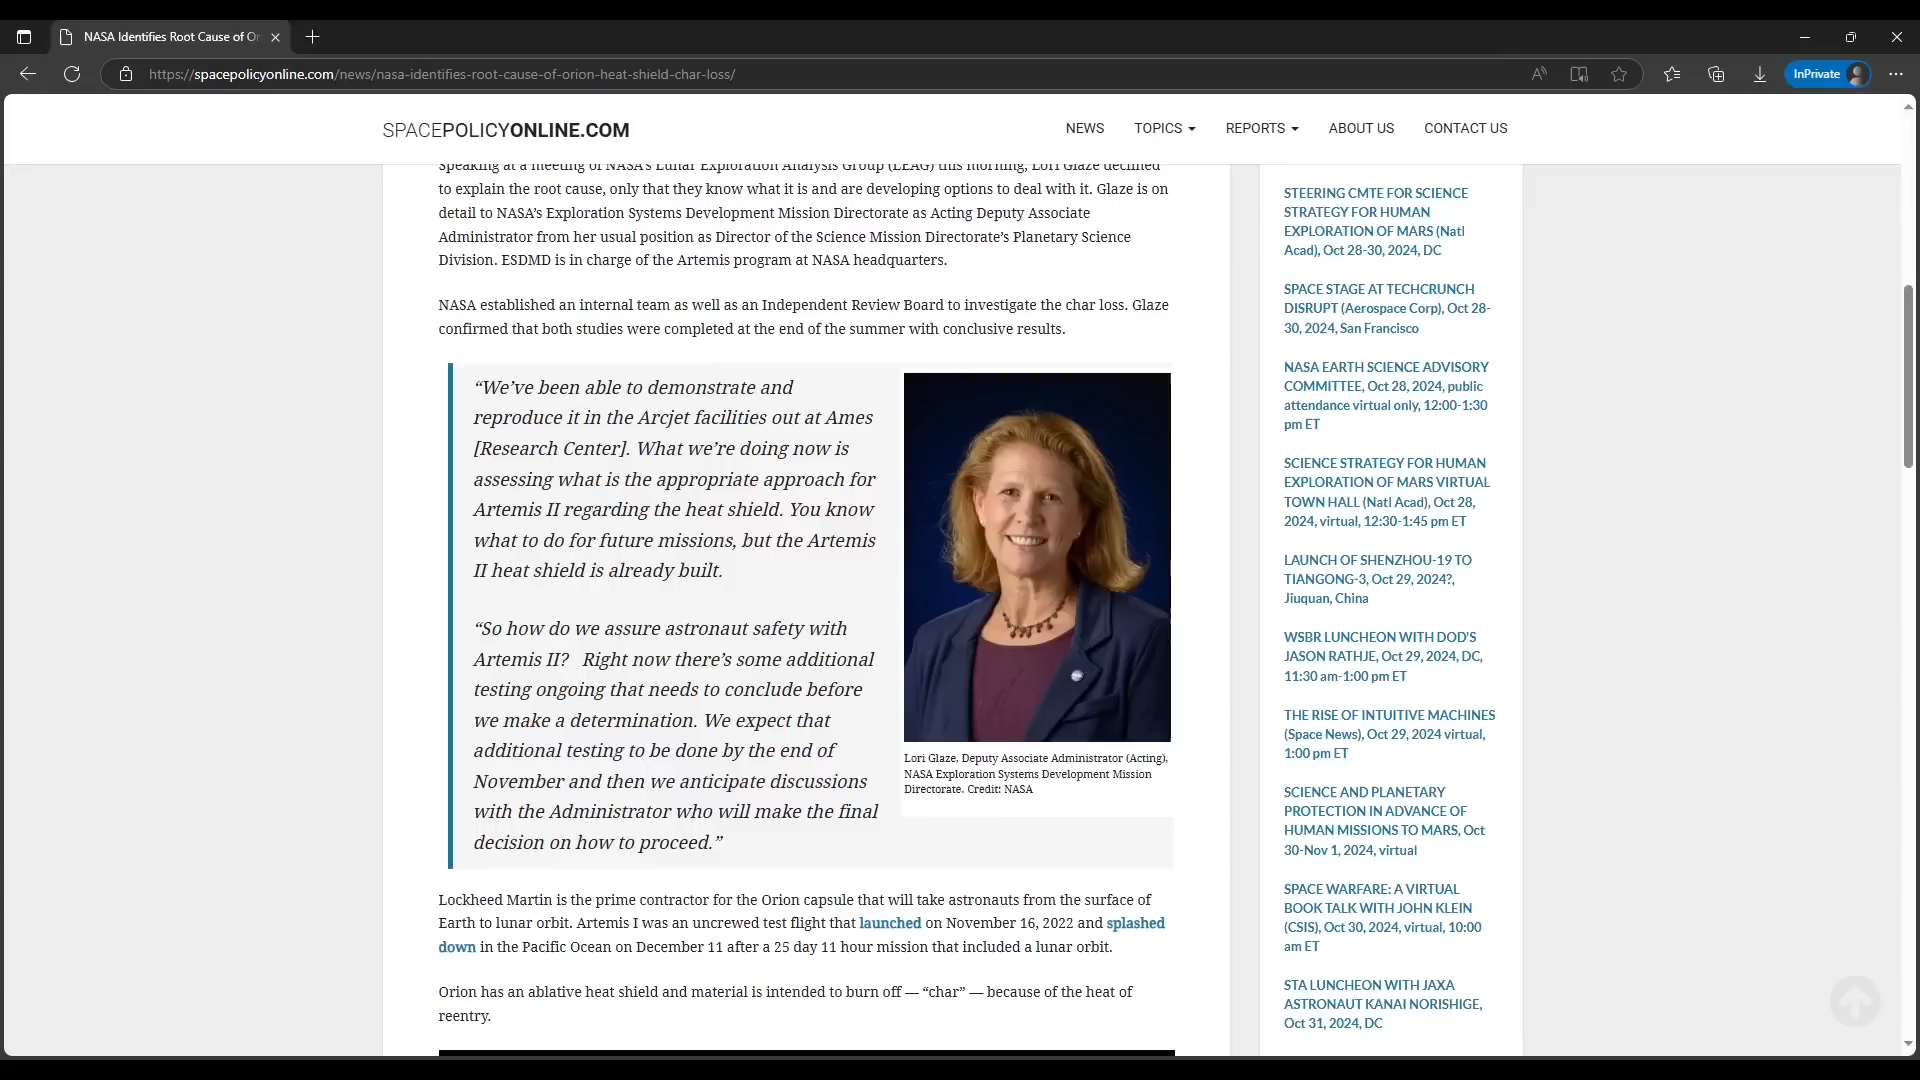 NASA Identifies Root Cause of Or
https://spacepolicyonline.com/news/nasa-identifies-root-cause-of-orion-heat-shield-char-loss/
InPrivate
SPACEPOLICYONLINE.COM
NEWS
TOPICS
REPORTS
ABOUT US
CONTACT US
Speaking at a meeting of NASA's Lunar Exploration Analysis Group (LEAG) this morning, Lori Glaze declined
to explain the root cause, only that they know what it is and are developing options to deal with it. Glaze is on
detail to NASA's Exploration Systems Development Mission Directorate as Acting Deputy Associate
Administrator from her usual position as Director of the Science Mission Directorate's Planetary Science
Division. ESDMD is in charge of the Artemis program at NASA headquarters.
NASA established an internal team as well as an Independent Review Board to investigate the char loss. Glaze
confirmed that both studies were completed at the end of the summer with conclusive results.
“We've been able to demonstrate and
reproduce it in the Arcjet facilities out at Ames
[Research Center]. What we're doing now is
assessing what is the appropriate approach for
Artemis II regarding the heat shield. You know
what to do for future missions, but the Artemis
II heat shield is already built.
“So how do we assure astronaut safety with
Artemis II? Right now there's some additional
testing ongoing that needs to conclude before
we make a determination. We expect that
additional testing to be done by the end of
November and then we anticipate discussions
with the Administrator who will make the final
decision on how to proceed.”
Lori Glaze, Deputy Associate Administrator (Acting),
NASA Exploration Systems Development Mission
Directorate. Credit: NASA
Lockheed Martin is the prime contractor for the Orion capsule that will take astronauts from the surface of
Earth to lunar orbit. Artemis I was an uncrewed test flight that launched on November 16, 2022 and splashed
down in the Pacific Ocean on December 11 after a 25 day 11 hour mission that included a lunar orbit.
Orion has an ablative heat shield and material is intended to burn off — “char” — because of the heat of
reentry.
STEERING CMTE FOR SCIENCE
STRATEGY FOR HUMAN
EXPLORATION OF MARS (Natl
Acad), Oct 28-30, 2024, DC
SPACE STAGE AT TECHCRUNCH
DISRUPT (Aerospace Corp), Oct 28-
30, 2024, San Francisco
NASA EARTH SCIENCE ADVISORY
COMMITTEE, Oct 28, 2024, public
attendance virtual only, 12:00-1:30
pm ET
SCIENCE STRATEGY FOR HUMAN
EXPLORATION OF MARS VIRTUAL
TOWN HALL (Natl Acad), Oct 28,
2024, virtual, 12:30-1:45 pm ET
LAUNCH OF SHENZHOU-19 TO
TIANGONG-3, Oct 29, 2024?,
Jiuquan, China
WSBR LUNCHEON WITH DOD'S
JASON RATHJE, Oct 29, 2024, DC,
11:30 am-1:00 pm ET
THE RISE OF INTUITIVE MACHINES
(Space News), Oct 29, 2024 virtual,
1:00 pm ET
SCIENCE AND PLANETARY
PROTECTION IN ADVANCE OF
HUMAN MISSIONS TO MARS, Oct
30-Nov 1, 2024, virtual
SPACE WARFARE: A VIRTUAL
BOOK TALK WITH JOHN KLEIN
(CSIS), Oct 30, 2024, virtual, 10:00
am ET
STA LUNCHEON WITH JAXA
ASTRONAUT KANAI NORISHIGE,
Oct 31, 2024, DC